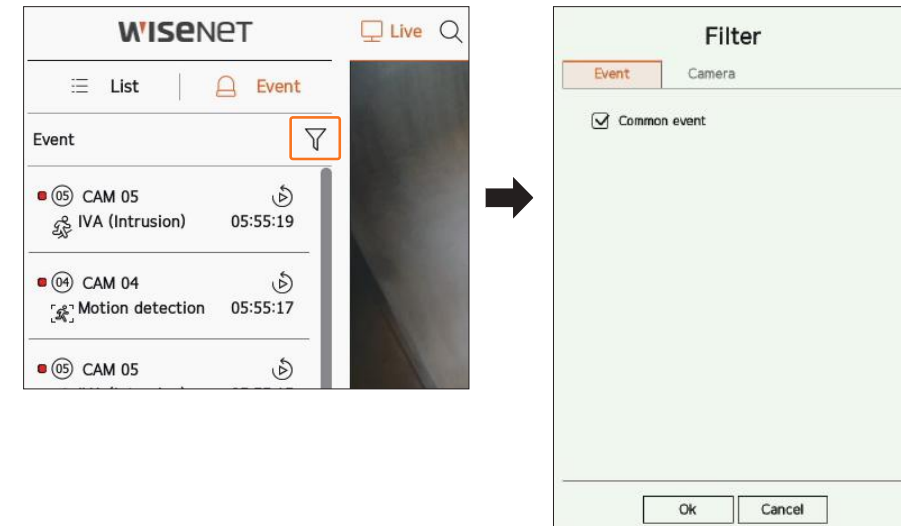 WISENET
Live
List
Event
Event
05 CAM 05
IVA (Intrusion) 05:55:19
04 CAM 04
Motion detection 05:55:17
05 CAM 05
Filter
Event Camera
Common event
Ok Cancel